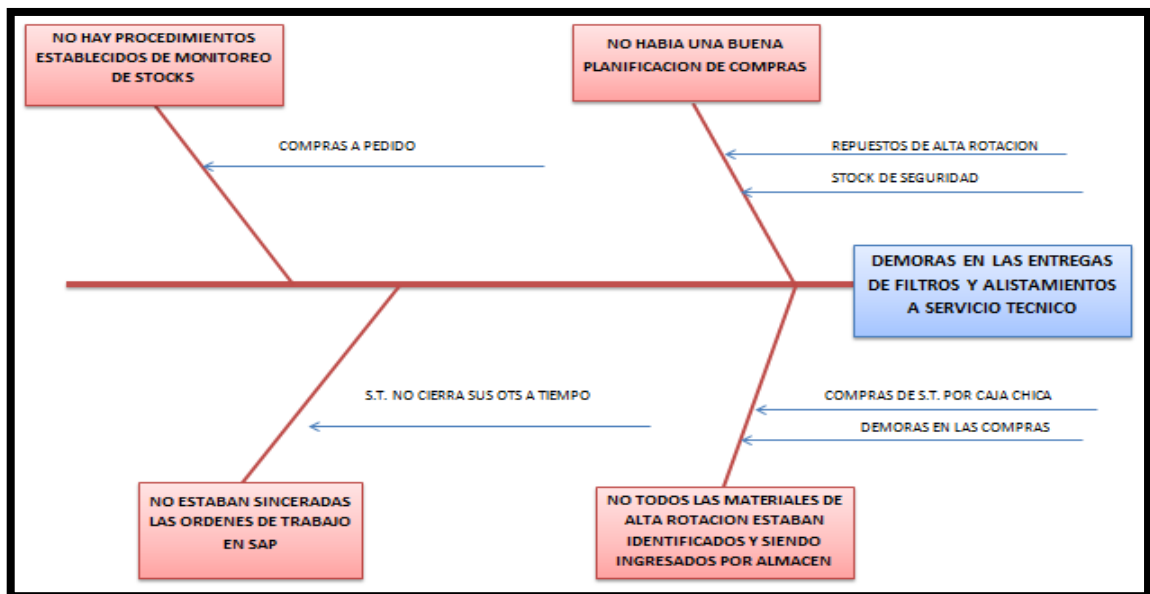 NO HAY PROCEDIMIENTOS
ESTABLECIDOS DE MONITOREO
DE STOCKS
NO HABIA UNA BUENA
PLANIFICACION DE COMPRAS
COMPRAS A PEDIDO
REPUESTOS DE ALTA ROTACION
STOCK DE SEGURIDAD
DEMORAS EN LAS ENTREGAS
DE FILTROS Y ALISTAMIENTOS
A SERVICIO TECNICO
S.T. NO CIERRA SUS OTS A TIEMPO
COMPRAS DE S.T. POR CAJA CHICA
DEMORAS EN LAS COMPRAS
NO ESTABAN SINCERADAS
LAS ORDENES DE TRABAJO
EN SAP
NO TODOS LAS MATERIALES DE
ALTA ROTACION ESTABAN
IDENTIFICADOS Y SIENDO
INGRESADOS POR ALMACEN